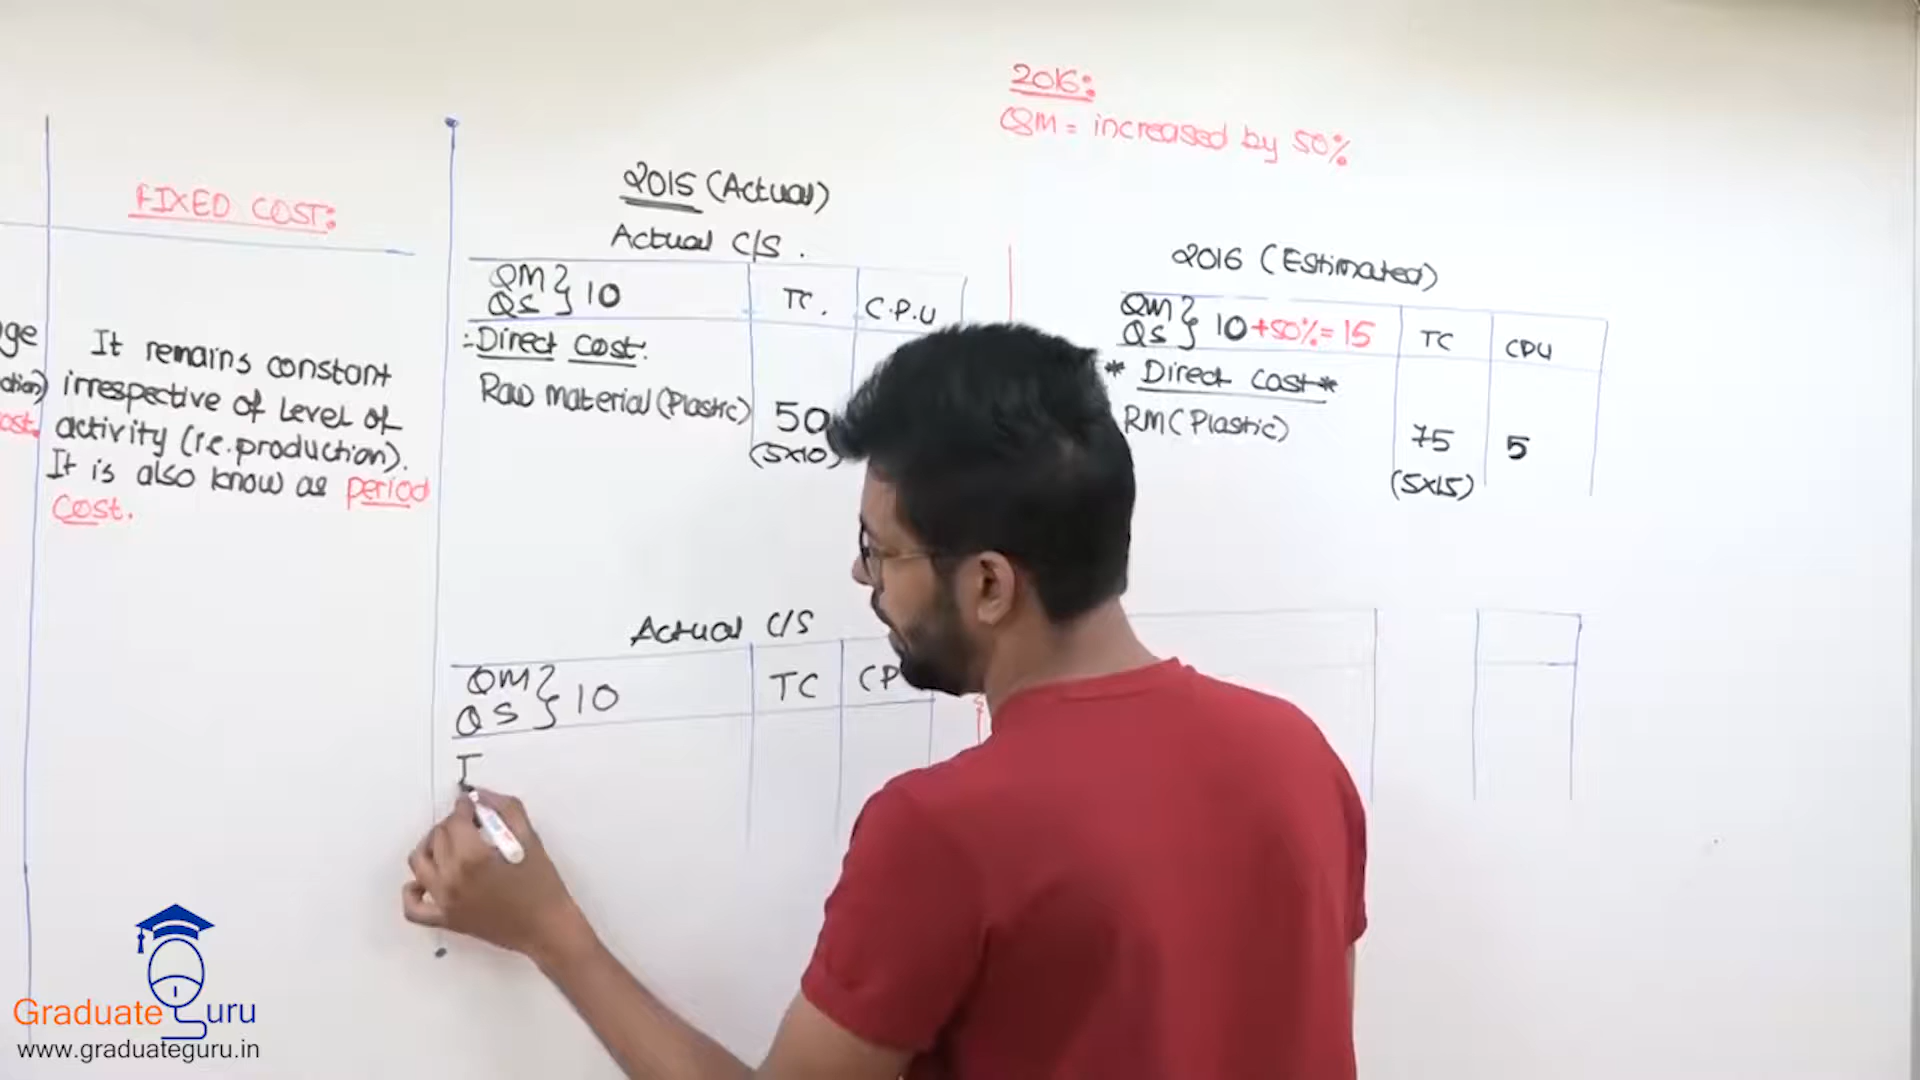 2016:
QM = increased by 50%
2015 (Actual)
Actual C/S.
QM } 10
QS
TC.
C.P.U
Direct Cost:
Raw material (Plastic)
50
(5x10)
2016 (Estimated)
QM } 10 +50%= 15
QS
TC
CPU
* Direct Cost *
RM (Plastic)
75
5
(5x15)
FIXED COST:
It remains constant
irrespective of Level of
activity (i.e. production).
It is also know as period
Cost.
Actual C/S
QM } 10
QS
TC
CP
I
GraduateGuru
www.graduateguru.in